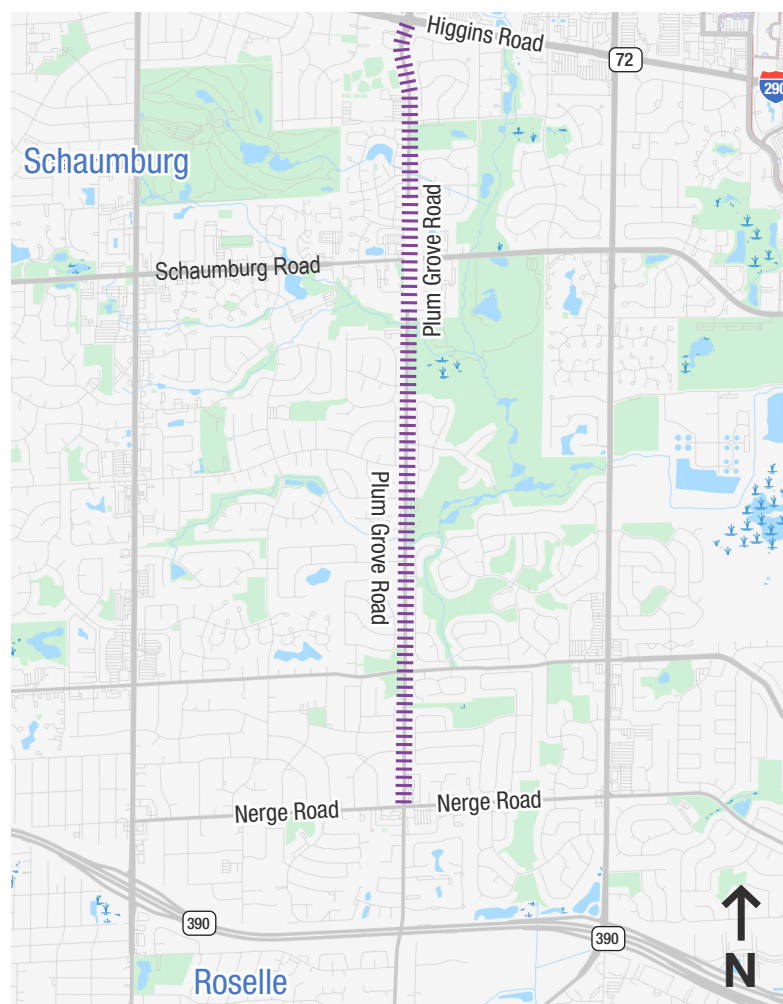 Higgins Road
72
290
Schaumburg
Plum Grove Road
Schaumburg Road
Plum Grove Road
Nerge Road
Nerge Road
390
390
N
Roselle